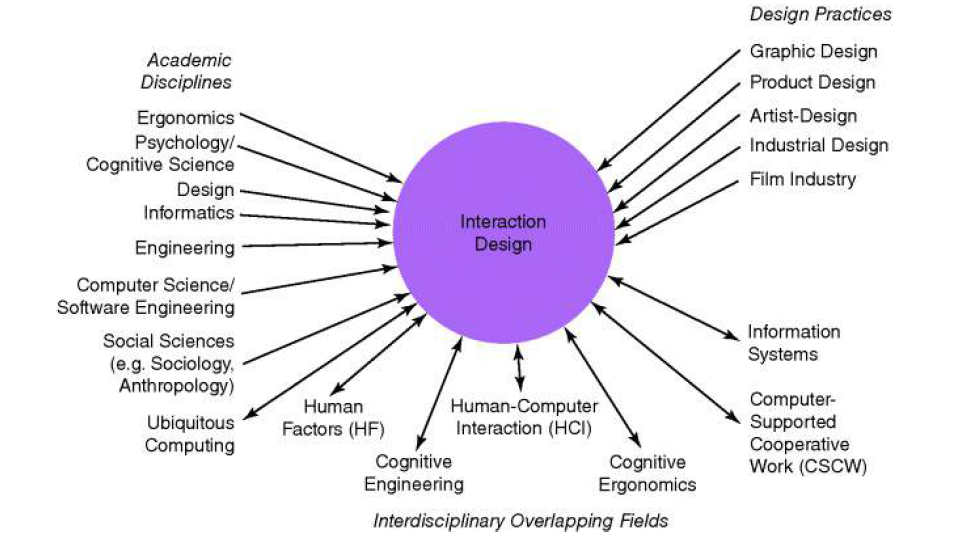 Design Practices
Graphic Design
Product Design
Artist-Design
Industrial Design
Film Industry
Academic
Disciplines
Ergonomics
Psychology/
Cognitive Science
Design
Informatics
Engineering
Computer Science/
Software Engineering
Social Sciences
(e.g. Sociology,
Anthropology)
Ubiquitous
Computing
Interaction
Design
Human
Factors (HF)
Cognitive
Engineering
Human-Computer
Interaction (HCI)
Cognitive
Ergonomics
Information
Systems
Computer-
Supported
Cooperative
Work (CSCW)
Interdisciplinary Overlapping Fields